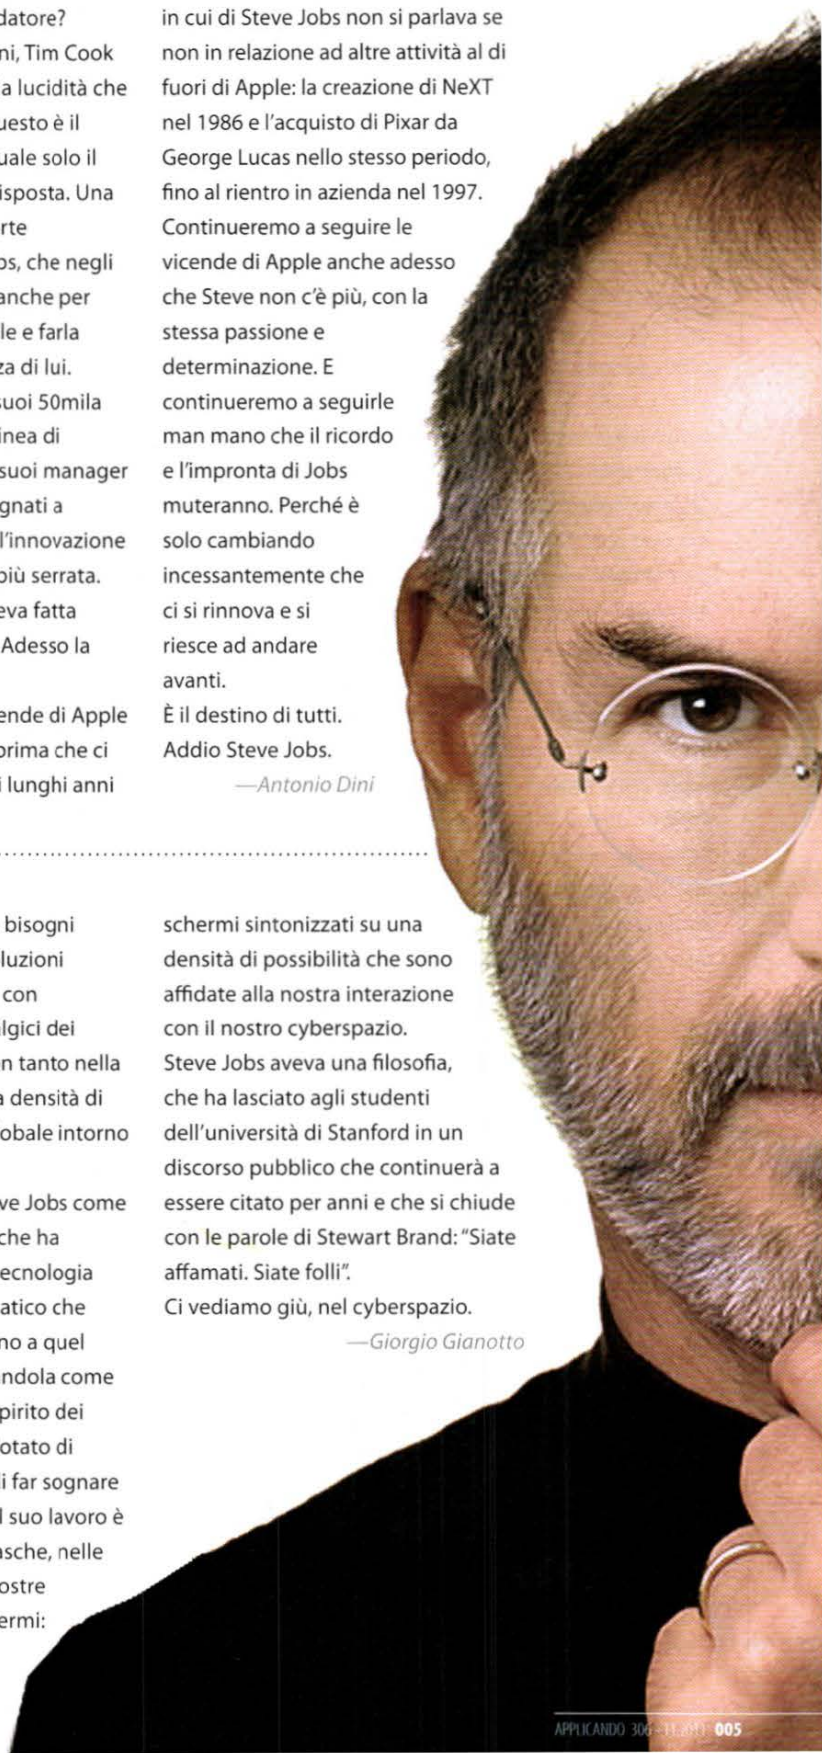 datore?
ni, Tim Cook
a lucidità che
uesto è il
uale solo il
isposta. Una
rte
os, che negli
anche per
le e farla
za di lui.
suoi 50mila
inea di
suoi manager
gnati a
l'innovazione
più serrata.
eva fatta
Adesso la
ende di Apple
prima che ci
i lunghi anni
in cui di Steve Jobs non si parlava se
non in relazione ad altre attività al di
fuori di Apple: la creazione di NeXT
nel 1986 e l'acquisto di Pixar da
George Lucas nello stesso periodo,
fino al rientro in azienda nel 1997.
Continueremo a seguire le
vicende di Apple anche adesso
che Steve non c'è più, con la
stessa passione e
determinazione. E
continueremo a seguirle
man mano che il ricordo
e l'impronta di Jobs
muteranno. Perché è
solo cambiando
incessantemente che
ci si rinnova e si
riesce ad andare
avanti.
È il destino di tutti.
Addio Steve Jobs.
—Antonio Dini
bisogni
luzioni
con
lgici dei
n tanto nella
a densità di
obale intorno
ve Jobs come
che ha
ecnologia
atico che
no a quel
ndola come
pirito dei
otato di
li far sognare
l suo lavoro è
asche, nelle
ostre
ermi:
schermi sintonizzati su una
densità di possibilità che sono
affidate alla nostra interazione
con il nostro cyberspazio.
Steve Jobs aveva una filosofia,
che ha lasciato agli studenti
dell'università di Stanford in un
discorso pubblico che continuerà a
essere citato per anni e che si chiude
con le parole di Stewart Brand: "Siate
affamati. Siate folli".
Ci vediamo giù, nel cyberspazio.
—Giorgio Gianotto
APPLICANDO 306 - 11.2011 005